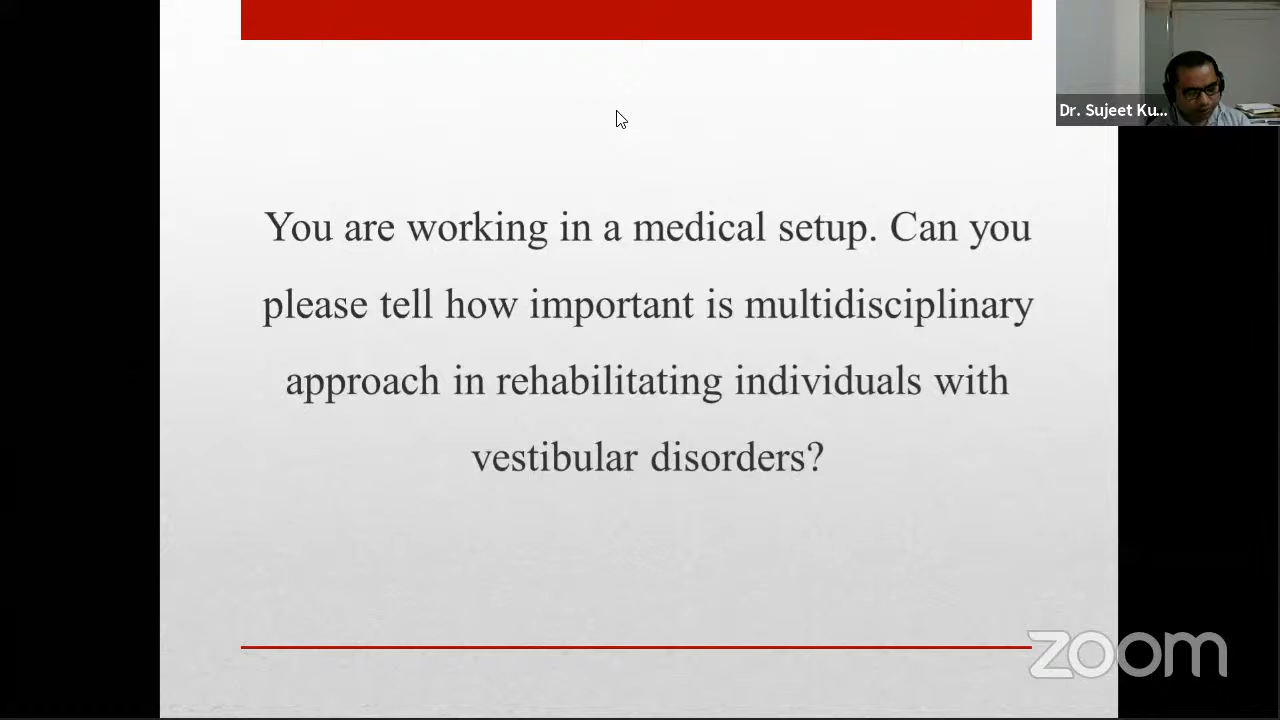 Dr. Sujeet Ku...
You are working in a medical setup. Can you
please tell how important is multidisciplinary
approach in rehabilitating individuals with
vestibular disorders?
zoom